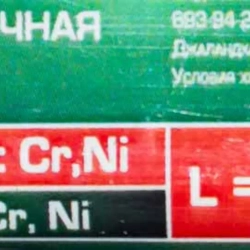 ЧНАЯ
693-94-2
Джаланд
Условия х
: Cr,Ni
Cr, Ni
L =